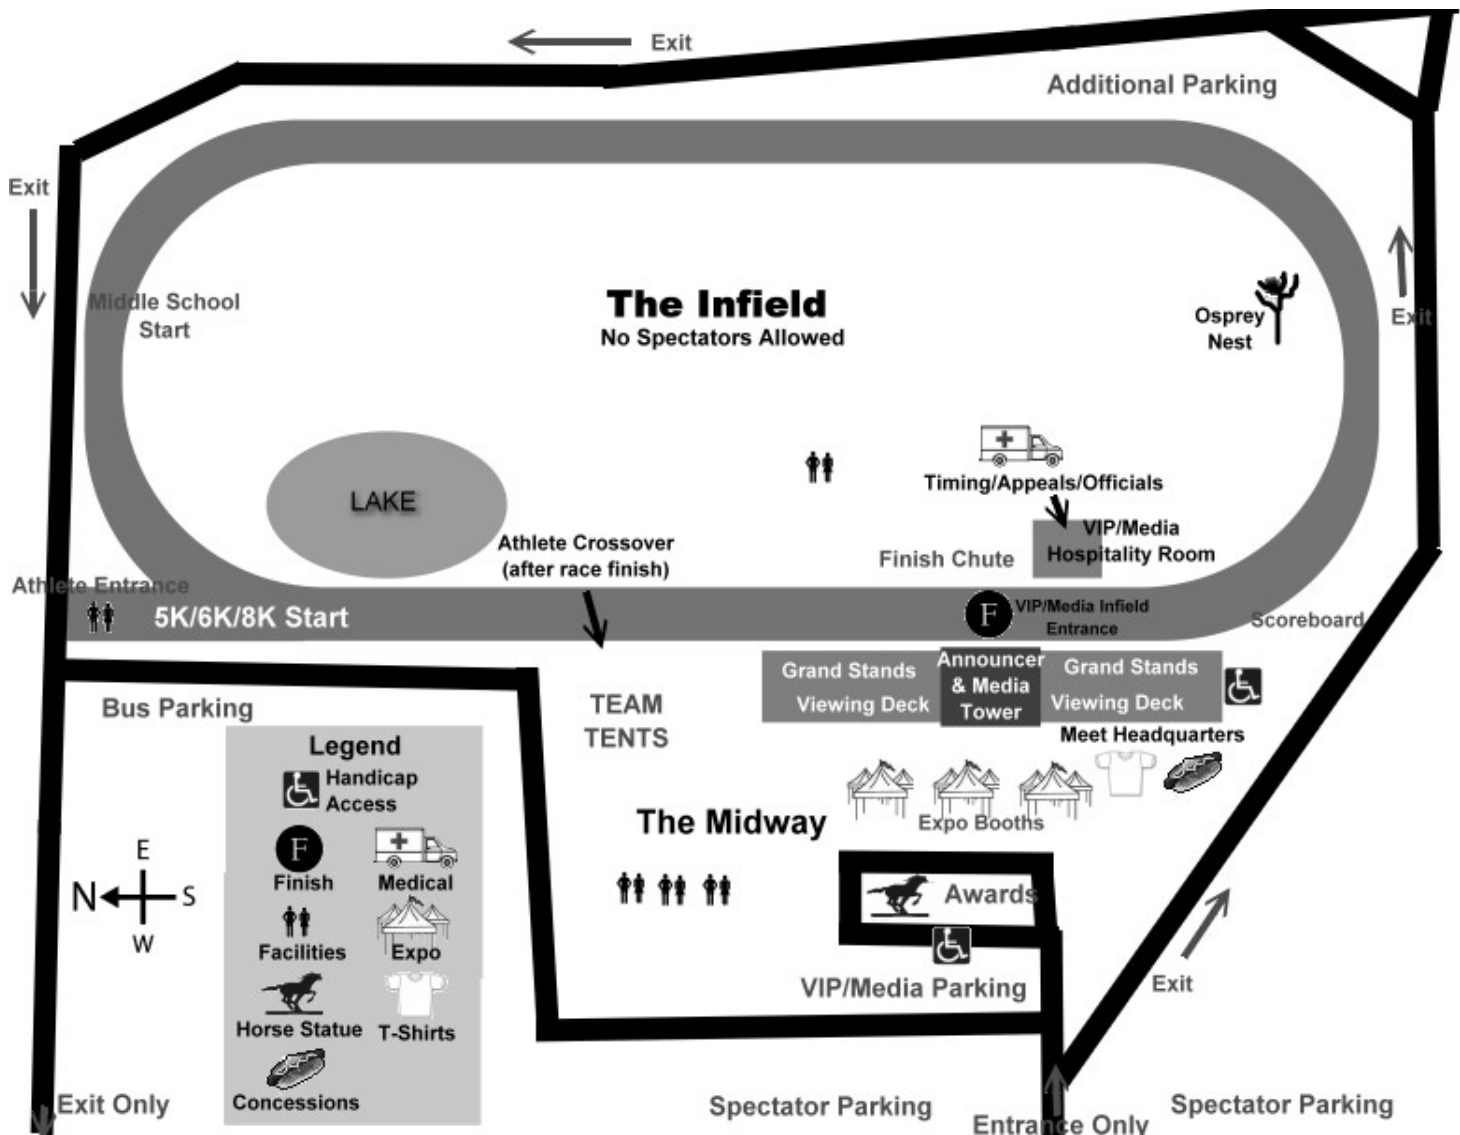 Exit
Additional Parking
Exit
Middle School
Start
The Infield
No Spectators Allowed
Osprey
Nest
Exit
LAKE
Timing/Appeals/Officials
Athlete Crossover
(after race finish)
Finish Chute
VIP/Media
Hospitality Room
Athlete Entrance
5K/6K/8K Start
F
VIP/Media Infield
Entrance
Scoreboard
Grand Stands
Viewing Deck
Announcer
& Media
Tower
Grand Stands
Viewing Deck
Bus Parking
TEAM
TENTS
Meet Headquarters
Legend
Handicap
Access
F
Finish
Medical
Facilities
Expo
Horse Statue
T-Shirts
Concessions
The Midway
Expo Booths
E
N
S
W
Awards
VIP/Media Parking
Exit
Exit Only
Spectator Parking
Entrance Only
Spectator Parking